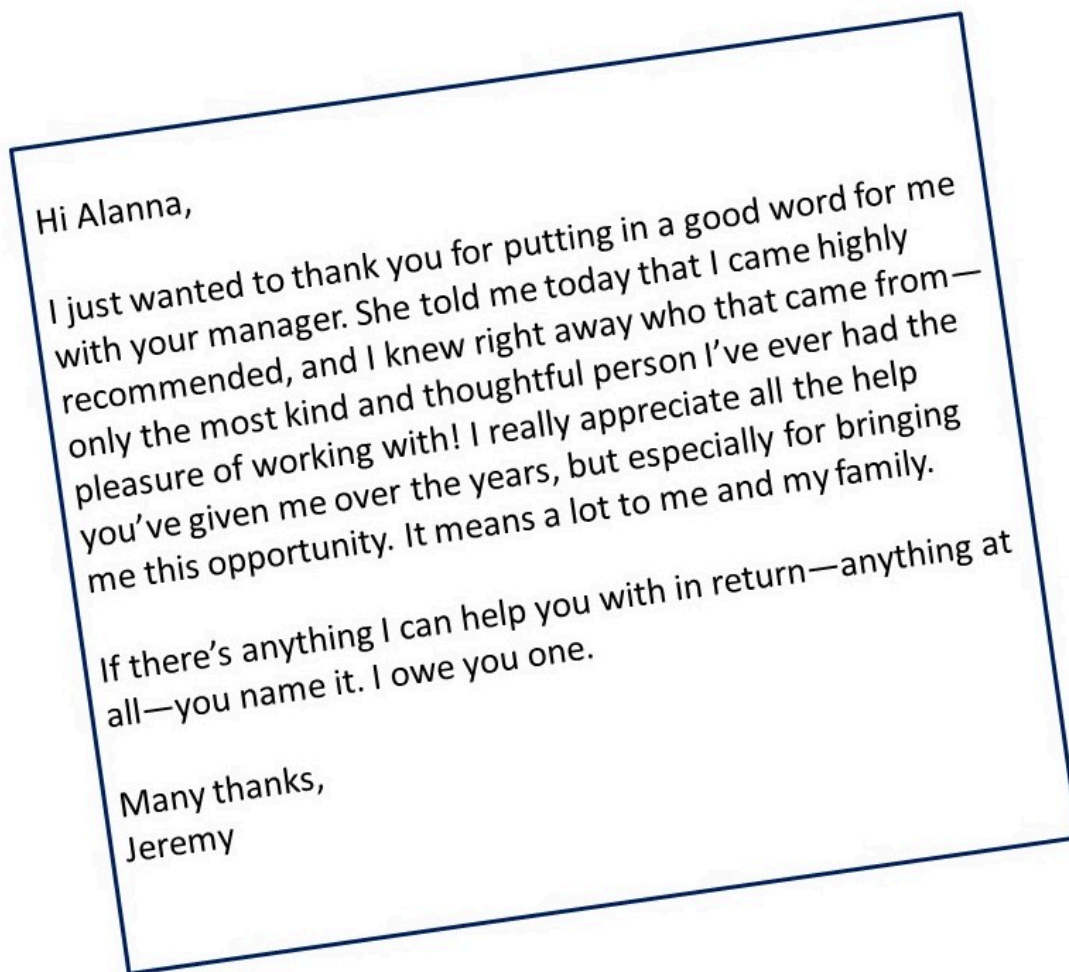 Hi Alanna,
I just wanted to thank you for putting in a good word for me
with your manager. She told me today that I came highly
recommended, and I knew right away who that came from—
only the most kind and thoughtful person I’ve ever had the
pleasure of working with! I really appreciate all the help
you’ve given me over the years, but especially for bringing
me this opportunity. It means a lot to me and my family.
If there’s anything I can help you with in return—anything at
all—you name it. I owe you one.
Many thanks,
Jeremy